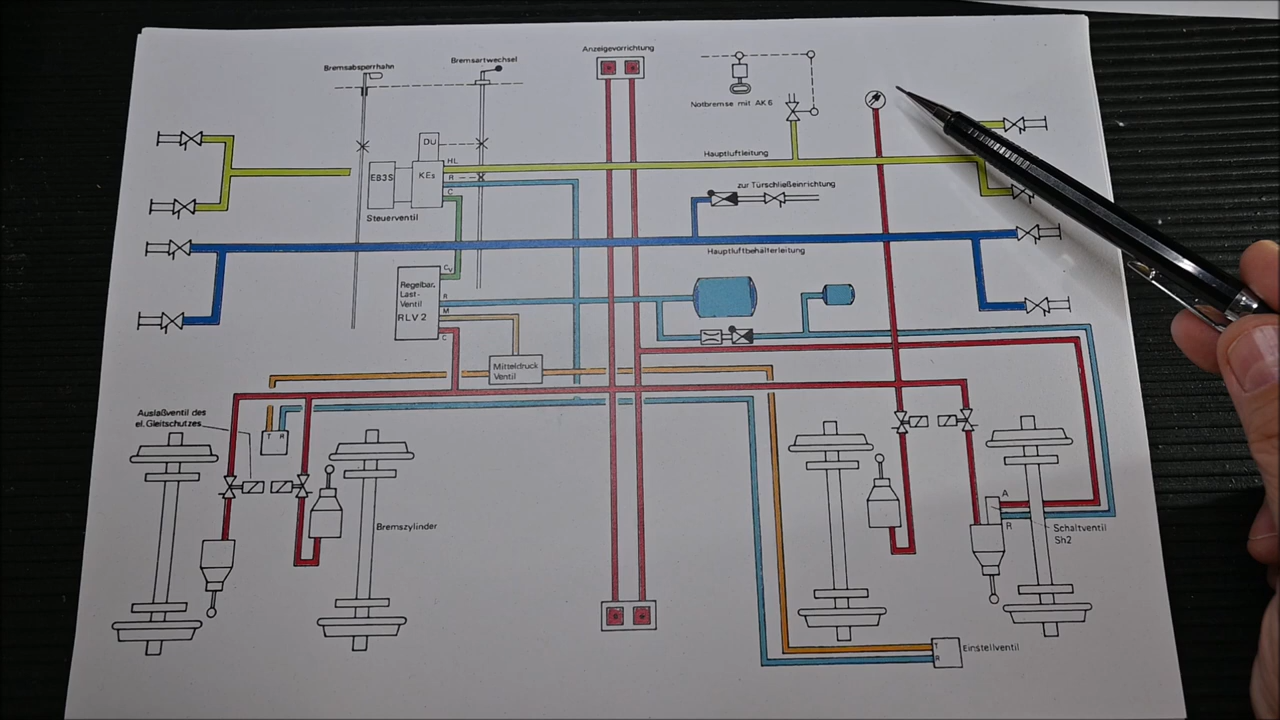 Anzeigevorrichtung
Bremsabsperrhahn
Bremsartwechsel
Notbremse mit AK 6
DU
HL
Hauptluftleitung
EB3S
KEs
R
C
Steuerventil
zur Türschließeinrichtung
Hauptluftbehälterleitung
Cv
Regelbar.
Last-
Ventil
RLV 2
R
M
C
Mitteldruck
Ventil
Auslaßventil des
el. Gleitschutzes
T R
Bremszylinder
A
R
Schaltventil
Sh2
T
R
Einstellventil